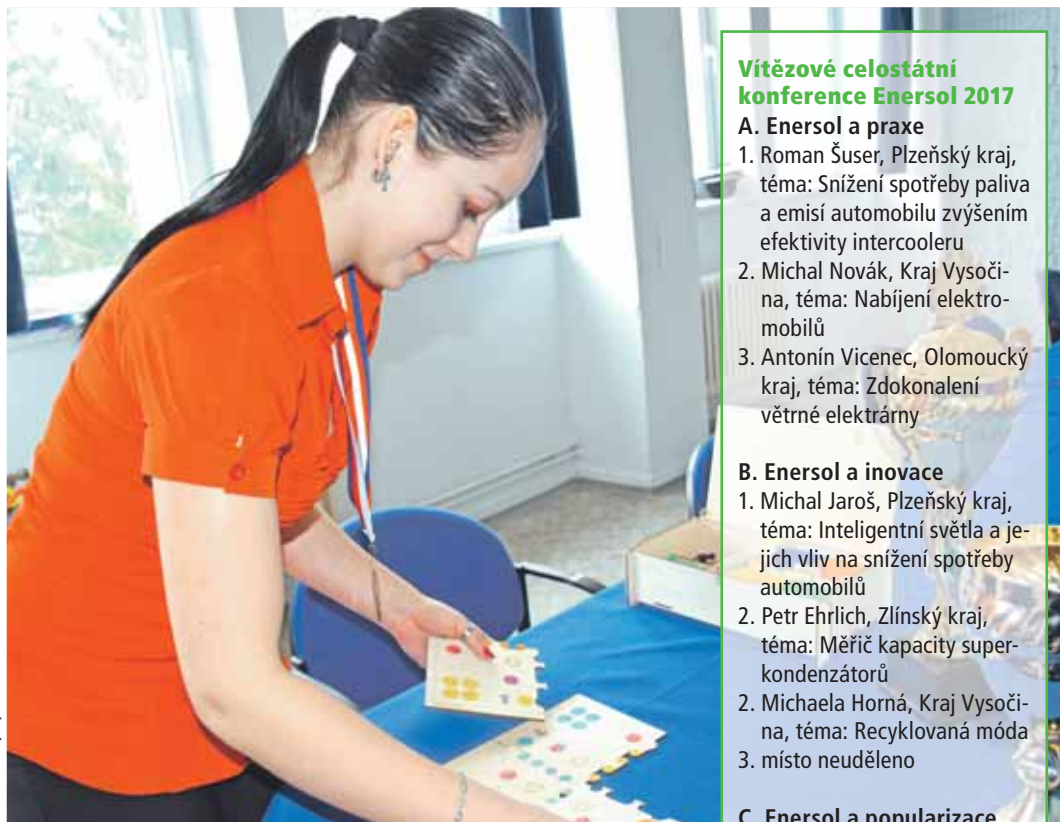 Vítězové celostátní
konference Enersol 2017
A. Enersol a praxe
1. Roman Šuser, Plzeňský kraj,
téma: Snížení spotřeby paliva
a emisí automobilu zvýšením
efektivity intercooleru
2. Michal Novák, Kraj Vysoči-
na, téma: Nabíjení elektro-
mobilů
3. Antonín Vicenec, Olomoucký
kraj, téma: Zdokonalení
větrné elektrárny
B. Enersol a inovace
1. Michal Jaroš, Plzeňský kraj,
téma: Inteligentní světla a je-
jich vliv na snížení spotřeby
automobilů
2. Petr Ehrlich, Zlínský kraj,
téma: Měřič kapacity super-
kondenzátorů
2. Michaela Horná, Kraj Vysoči-
na, téma: Recyklovaná móda
3. místo neuděleno
C. Enersol a popularizace